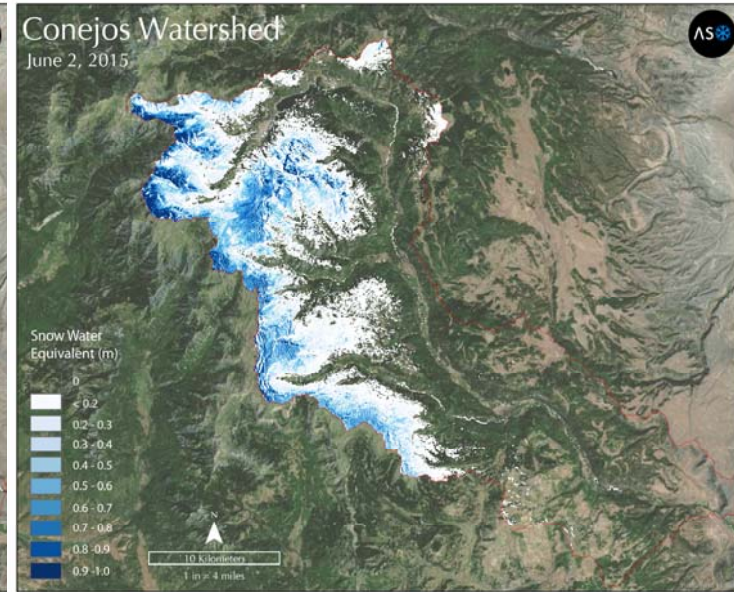 Conejos Watershed
June 2, 2015
ASO
Snow Water
Equivalent (m)
0
< 0.2
0.2 - 0.3
0.3 - 0.4
0.4 - 0.5
0.5 - 0.6
0.6 - 0.7
0.7 - 0.8
0.8 - 0.9
0.9 - 1.0
N
10 Kilometers
1 in = 4 miles